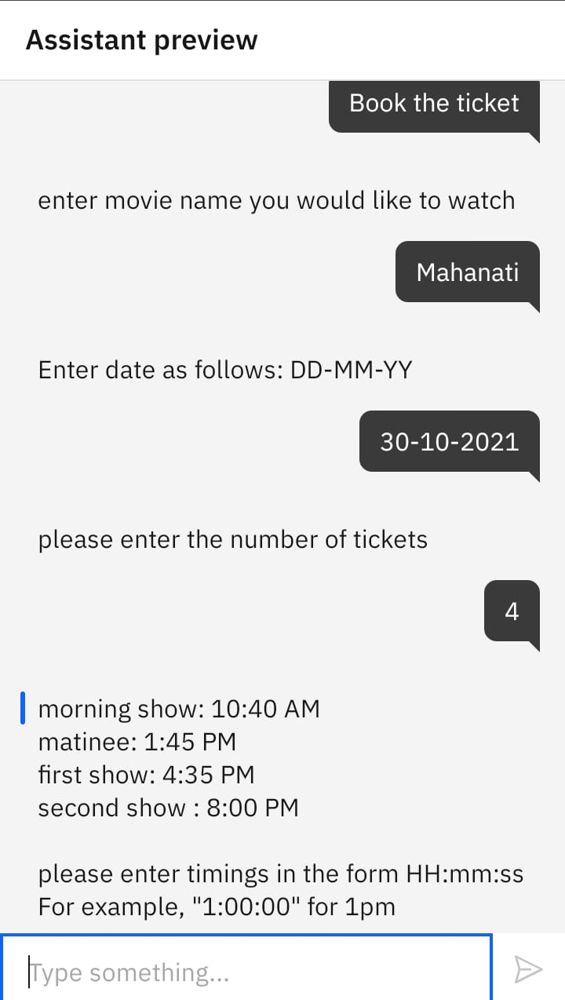 Assistant preview
Book the ticket
enter movie name you would like to watch
Mahanati
Enter date as follows: DD-MM-YY
30-10-2021
please enter the number of tickets
4
morning show: 10:40 AM
matinee: 1:45 PM
first show: 4:35 PM
second show : 8:00 PM
please enter timings in the form HH:mm:ss
For example, "1:00:00" for 1pm
Type something...